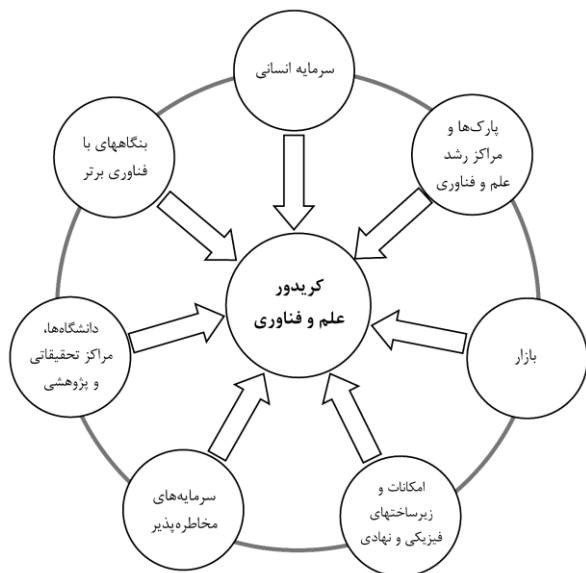 سرمایه انسانی
پارک‌ها و
مراکز رشد
علم و فناوری
بازار
امکانات و
زیرساختهای
فیزیکی و نهادی
سرمایه‌های
مخاطره‌پذیر
دانشگاه‌ها،
مراکز تحقیقاتی
و پژوهشی
بنگاههای با
فناوری برتر
کریدور
علم و فناوری